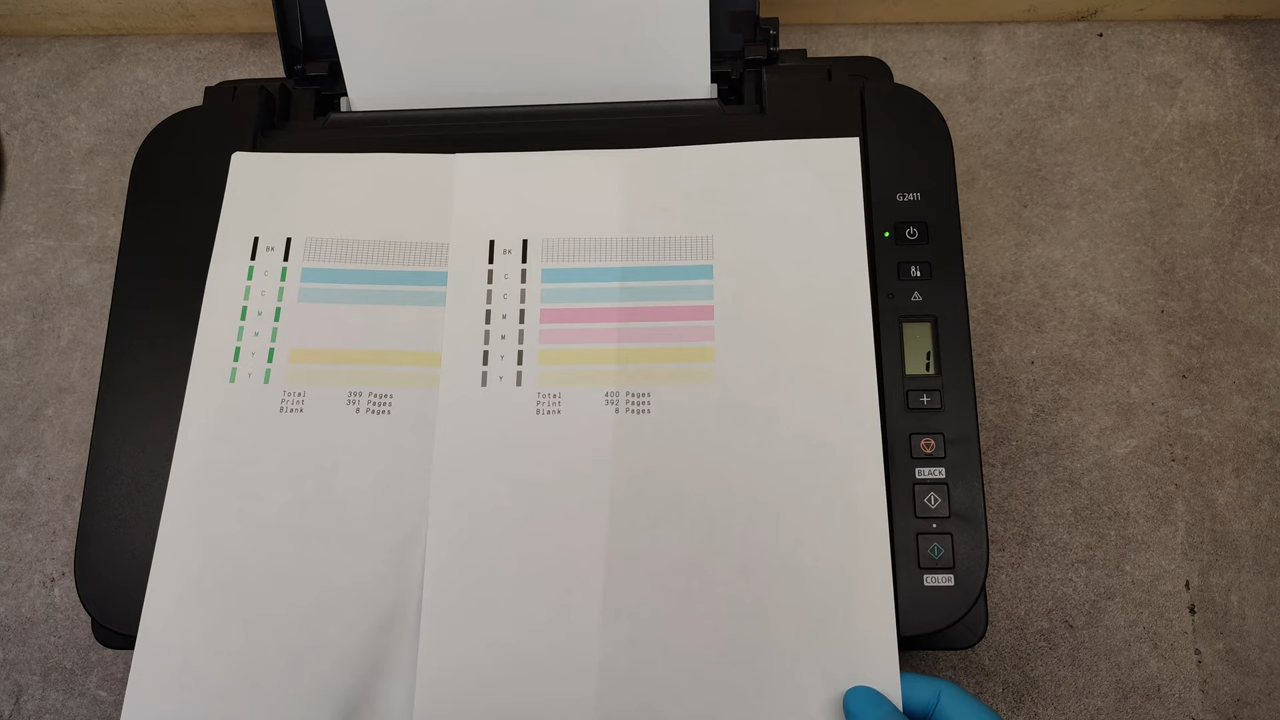 G2411
BK
C
C
M
M
Y
Y
Total 399 Pages
Print 391 Pages
Blank 8 Pages
BK
C
C
M
M
Y
Y
Total 400 Pages
Print 392 Pages
Blank 8 Pages
1
BLACK
COLOR